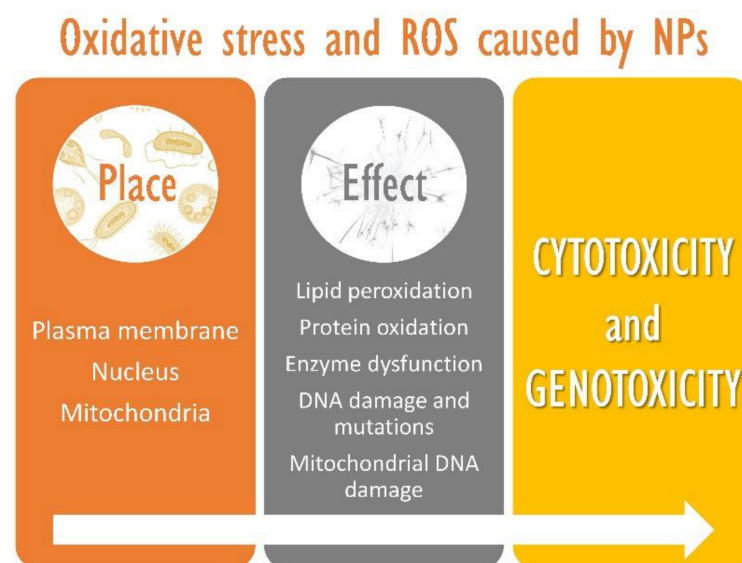 Oxidative stress and ROS caused by NPs
Place
Plasma membrane
Nucleus
Mitochondria
Effect
Lipid peroxidation
Protein oxidation
Enzyme dysfunction
DNA damage and
mutations
Mitochondrial DNA
damage
CYTOTOXICITY
and
GENOTOXICITY